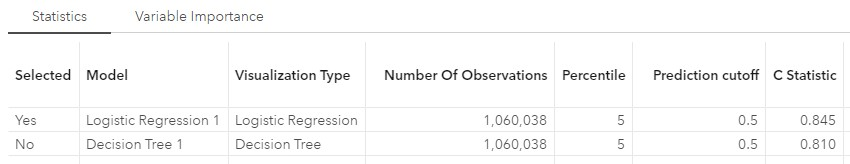 Statistics Variable Importance
Selected Model Visualization Type Number Of Observations Percentile Prediction cutoff C Statistic
Yes Logistic Regression 1 Logistic Regression 1,060,038 5 0.5 0.845
No Decision Tree 1 Decision Tree 1,060,038 5 0.5 0.810